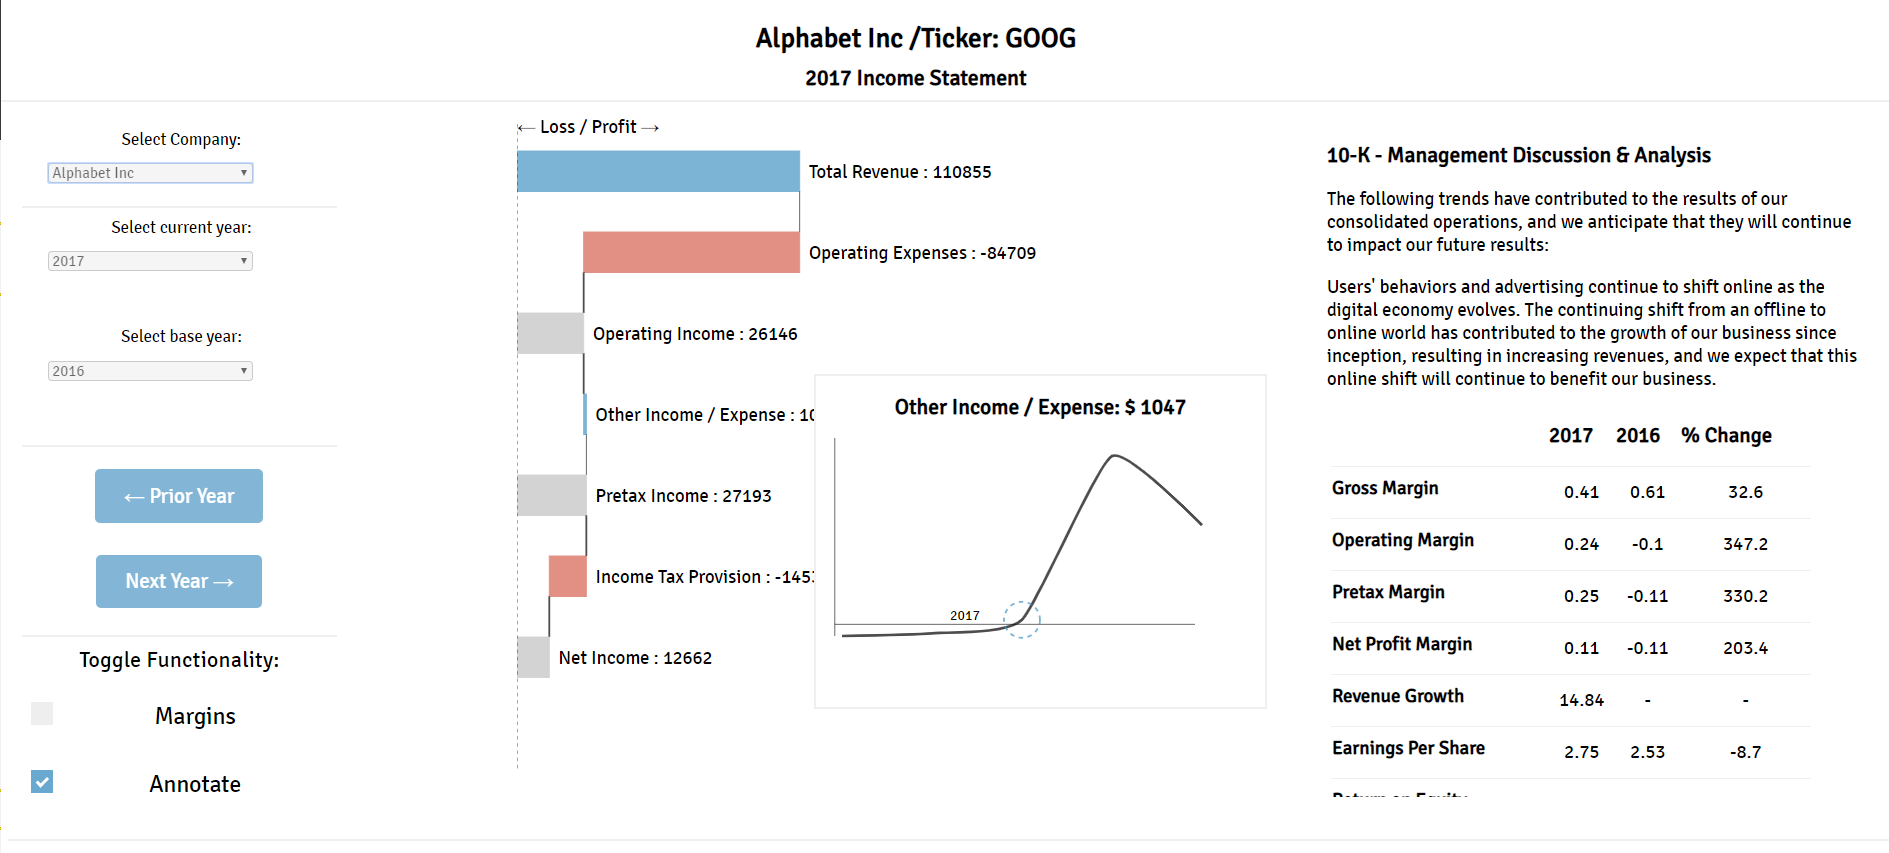 Alphabet Inc /Ticker: GOOG
2017 Income Statement
Select Company:
Alphabet Inc
Select current year:
2017
Select base year:
2016
← Prior Year
Next Year →
Toggle Functionality:
Margins
Annotate
← Loss / Profit →
Total Revenue : 110855
Operating Expenses : -84709
Operating Income : 26146
Other Income / Expense : 10
Pretax Income : 27193
Income Tax Provision : -1453
Net Income : 12662
Other Income / Expense: $ 1047
2017
10-K - Management Discussion & Analysis
The following trends have contributed to the results of our
consolidated operations, and we anticipate that they will continue
to impact our future results:
Users' behaviors and advertising continue to shift online as the
digital economy evolves. The continuing shift from an offline to
online world has contributed to the growth of our business since
inception, resulting in increasing revenues, and we expect that this
online shift will continue to benefit our business.
2017 2016 % Change
Gross Margin 0.41 0.61 32.6
Operating Margin 0.24 -0.1 347.2
Pretax Margin 0.25 -0.11 330.2
Net Profit Margin 0.11 -0.11 203.4
Revenue Growth 14.84 - -
Earnings Per Share 2.75 2.53 -8.7
Return on Equity